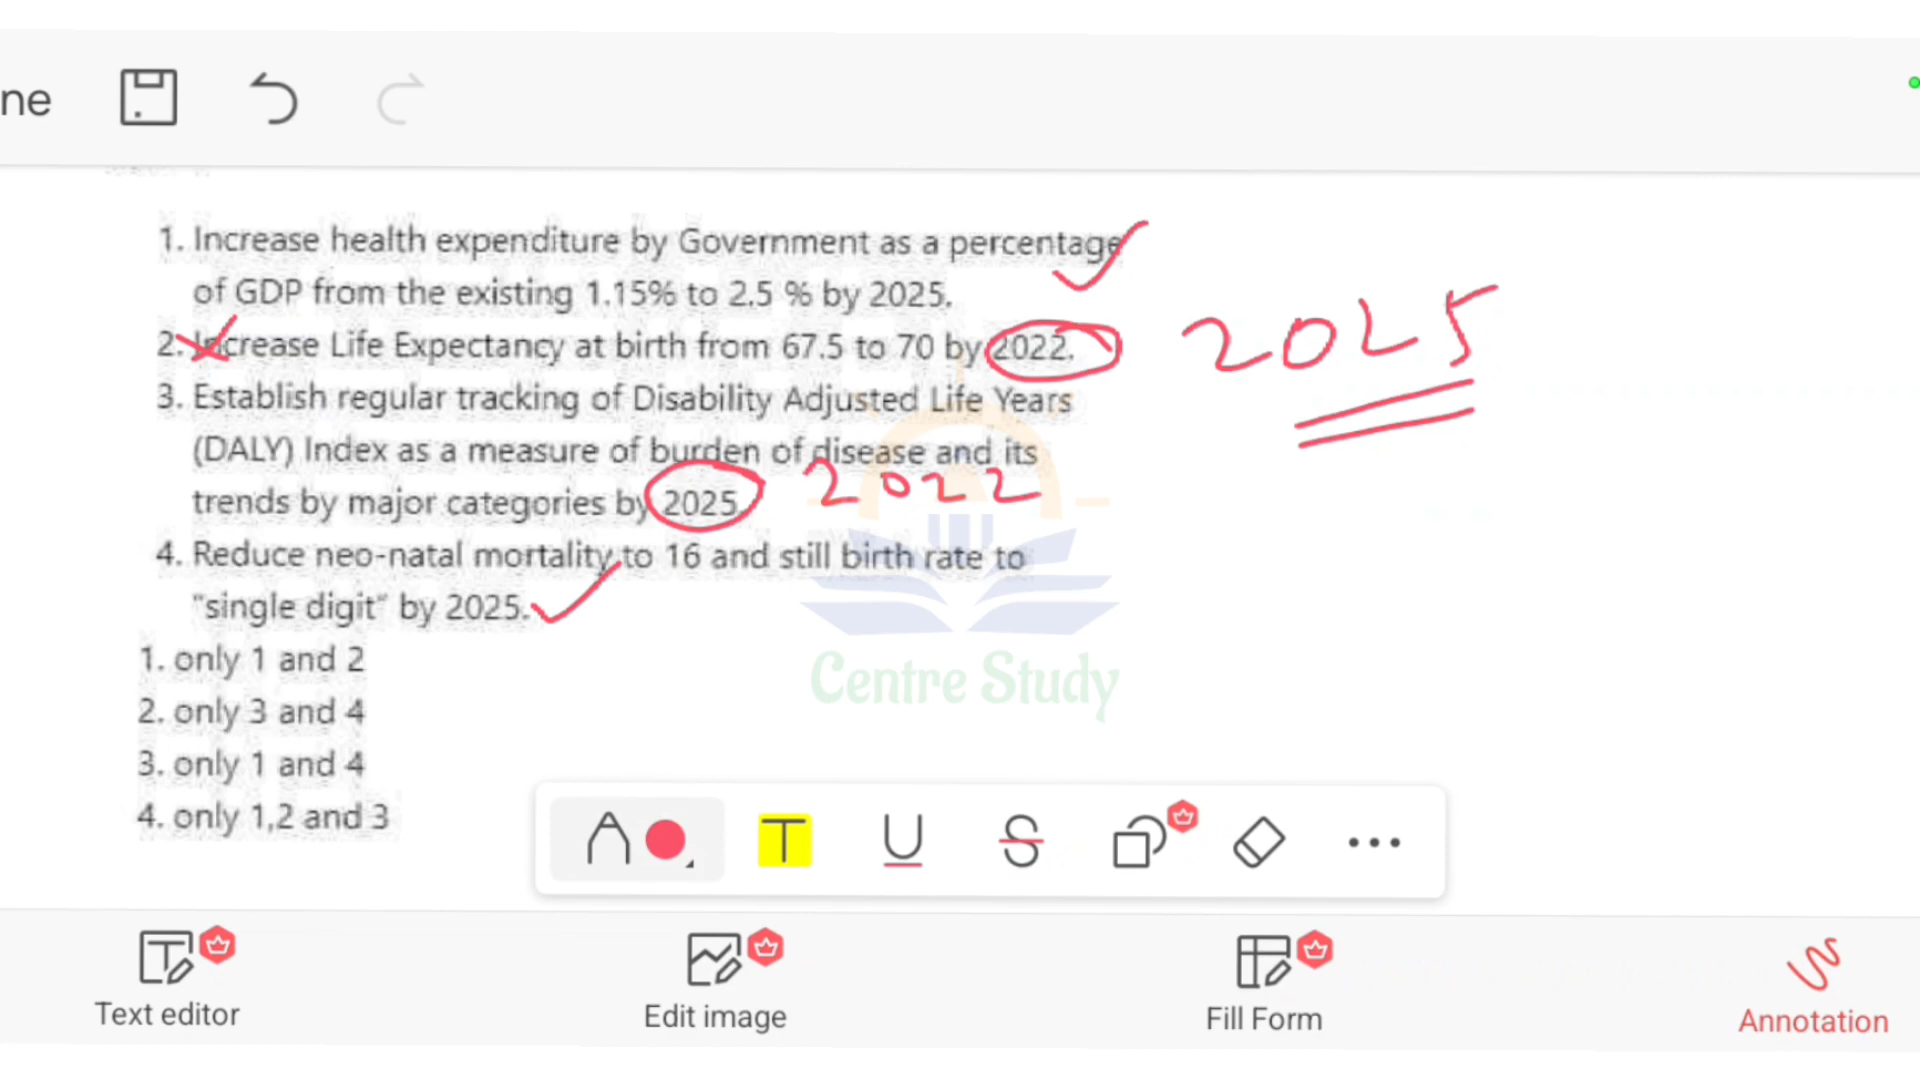 ne
1. Increase health expenditure by Government as a percentage
of GDP from the existing 1.15% to 2.5 % by 2025.
2. Increase Life Expectancy at birth from 67.5 to 70 by 2022. 2025
3. Establish regular tracking of Disability Adjusted Life Years
(DALY) Index as a measure of burden of disease and its
trends by major categories by 2025. 2022
4. Reduce neo-natal mortality to 16 and still birth rate to
"single digit" by 2025.
Centre Study
1. only 1 and 2
2. only 3 and 4
3. only 1 and 4
4. only 1,2 and 3
Text editor
Edit image
Fill Form
Annotation